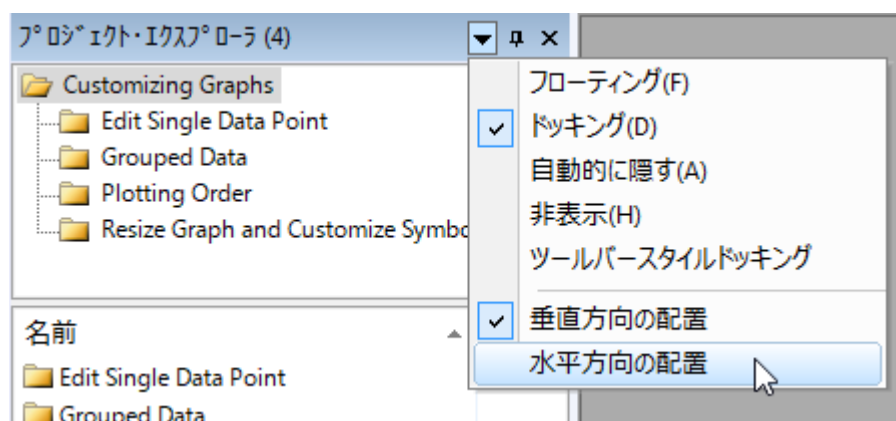 ﾌﾟﾛｼﾞｪｸﾄ･ｴｸｽﾌﾟﾛｰﾗ (4)
Customizing Graphs
Edit Single Data Point
Grouped Data
Plotting Order
Resize Graph and Customize Symbo
フローティング(F)
ドッキング(D)
自動的に隠す(A)
非表示(H)
ツールバースタイルドッキング
垂直方向の配置
水平方向の配置
名前
Edit Single Data Point
Grouped Data